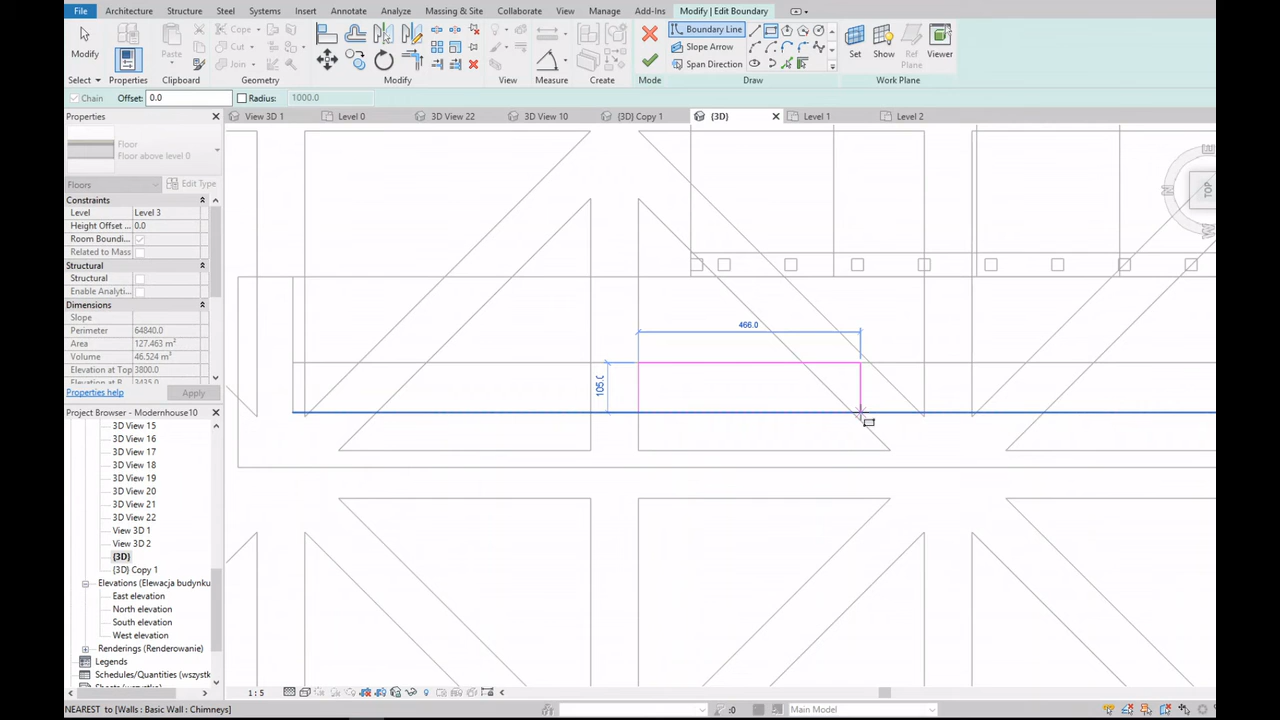 File Architecture Structure Steel Systems Insert Annotate Analyze Massing & Site Collaborate View Manage Add-Ins Modify | Edit Boundary
Modify
Paste
Cope
Cut
Join
Boundary Line
Slope Arrow
Span Direction
Set Show Ref Plane Viewer
Select Properties Clipboard Geometry Modify View Measure Create Mode Draw Work Plane
Chain Offset: 0.0 Radius: 1000.0
Properties
View 3D 1 Level 0 3D View 22 3D View 10 {3D} Copy 1 {3D} Level 1 Level 2
Floor
Floor above level 0
Floors Edit Type
Constraints
Level Level 3
Height Offset ... 0.0
Room Boundi...
Related to Mass
Structural
Structural
Enable Analyti...
Dimensions
Slope
Perimeter 64840.0
Area 127.463 m²
Volume 46.524 m³
Elevation at Top 3800.0
Properties help Apply
Project Browser - Modernhouse10
3D View 15
3D View 16
3D View 17
3D View 18
3D View 19
3D View 20
3D View 21
3D View 22
View 3D 1
View 3D 2
{3D}
{3D} Copy 1
Elevations (Elewacja budynku
East elevation
North elevation
South elevation
West elevation
Renderings (Renderowanie)
Legends
Schedules/Quantities (wszystk
466.0
105.0
TOP
1 : 5
NEAREST to [Walls : Basic Wall : Chimneys]
:0
Main Model